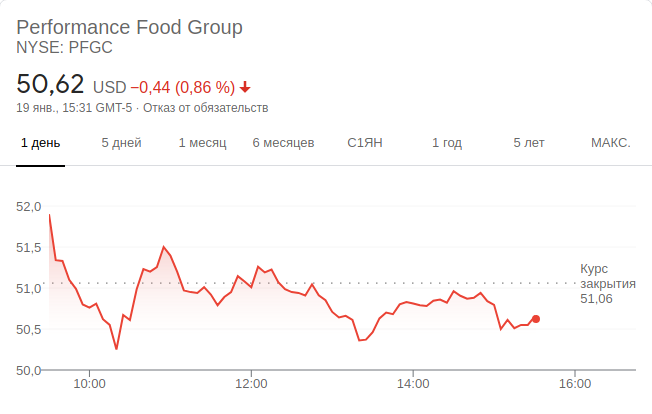 Performance Food Group
NYSE: PFGC
50,62 USD −0,44 (0,86 %)
19 янв., 15:31 GMT-5 · Отказ от обязательств
1 день 5 дней 1 месяц 6 месяцев С1ЯН 1 год 5 лет МАКС.
52,0
51,5
51,0
50,5
50,0
Курс
закрытия
51,06
10:00 12:00 14:00 16:00